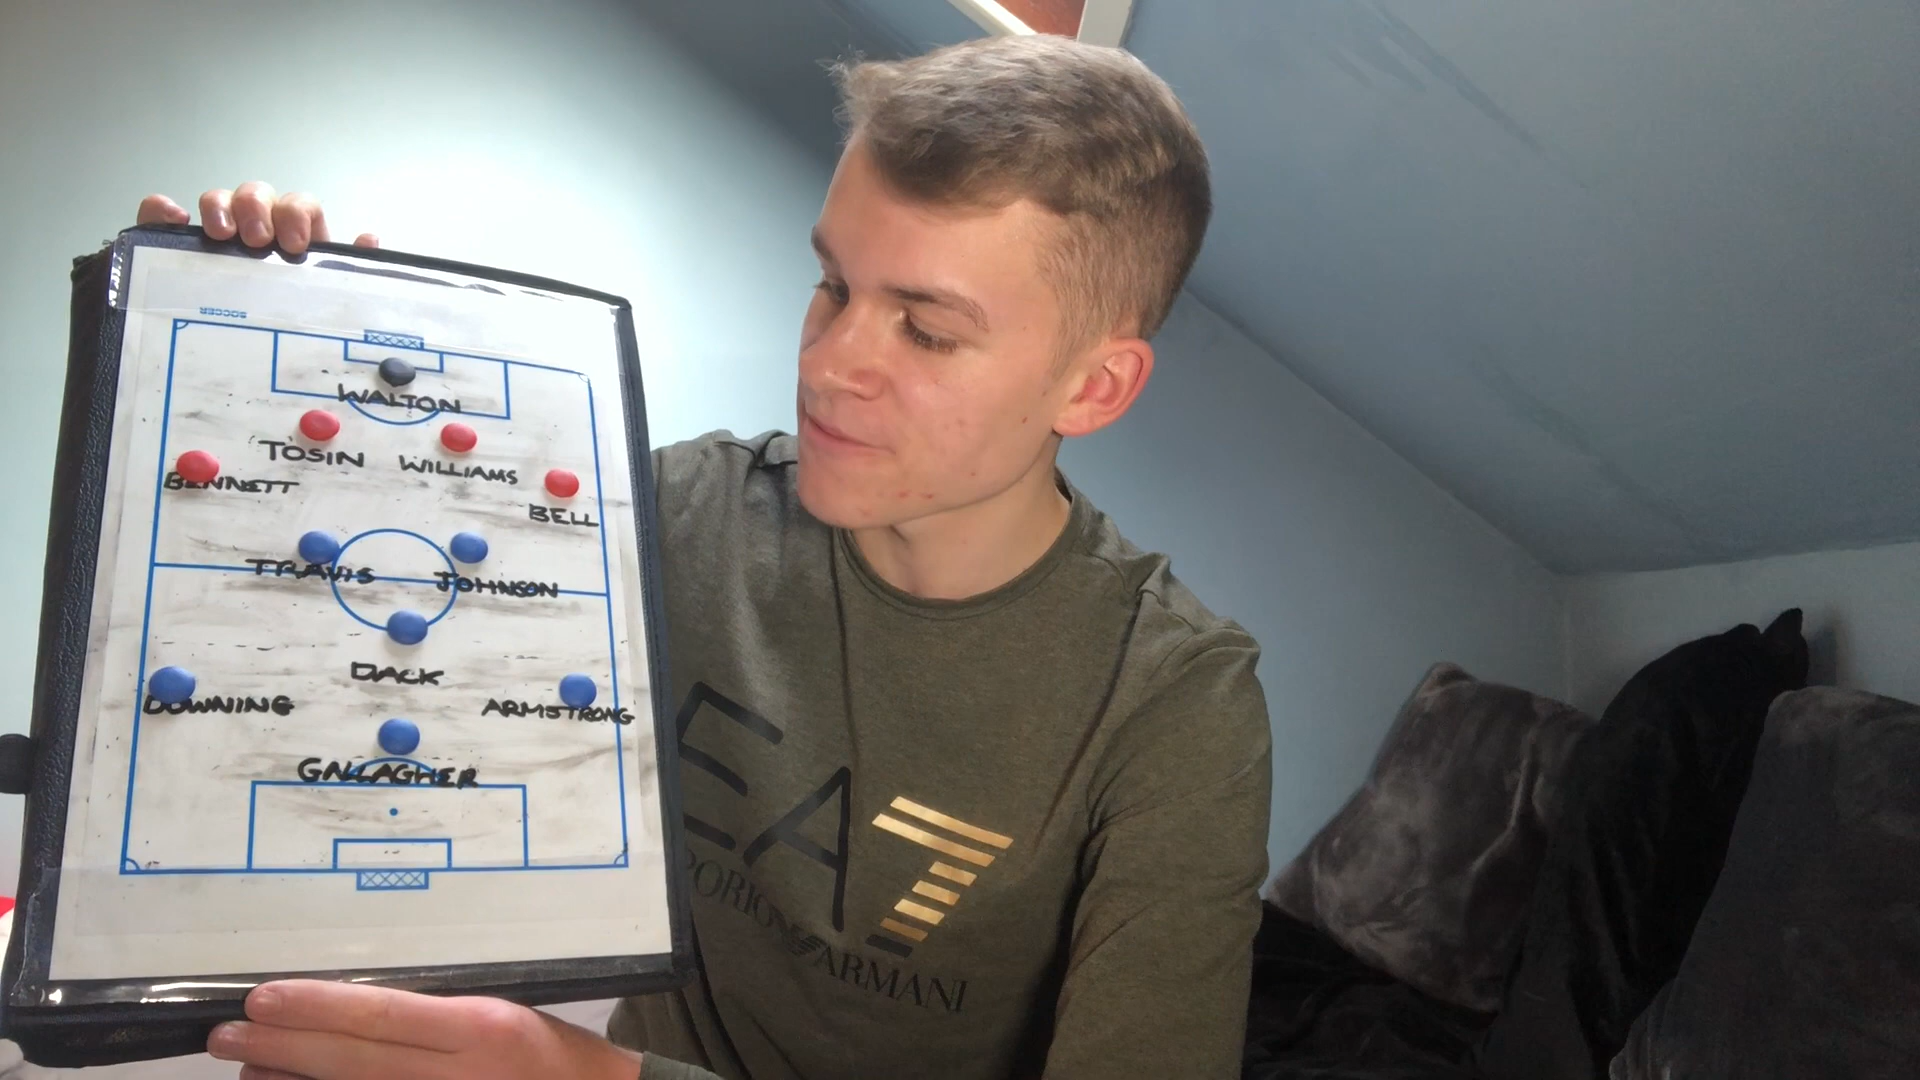 SOCCER
WALTON
TOSIN WILLIAMS
BENNETT
BELL
TRAVIS JOHNSON
DACK
DOWNING ARMSTRONG
GALLAGHER
EA7
EMPORIO ARMANI